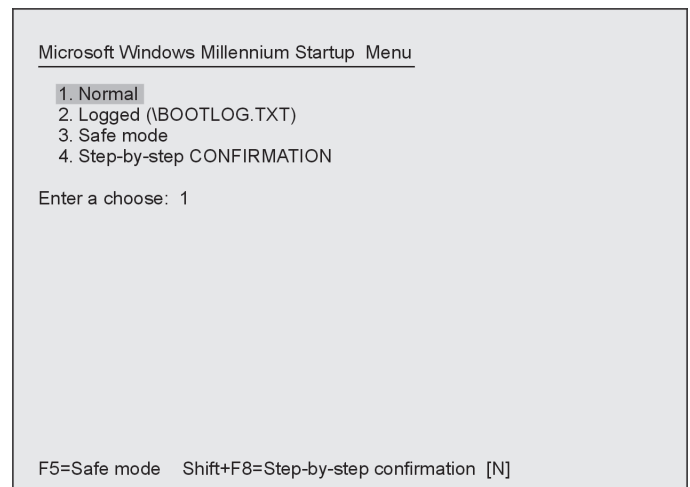 Microsoft Windows Millennium Startup Menu
1. Normal
2. Logged (\BOOTLOG.TXT)
3. Safe mode
4. Step-by-step CONFIRMATION
Enter a choose: 1
F5=Safe mode Shift+F8=Step-by-step confirmation [N]